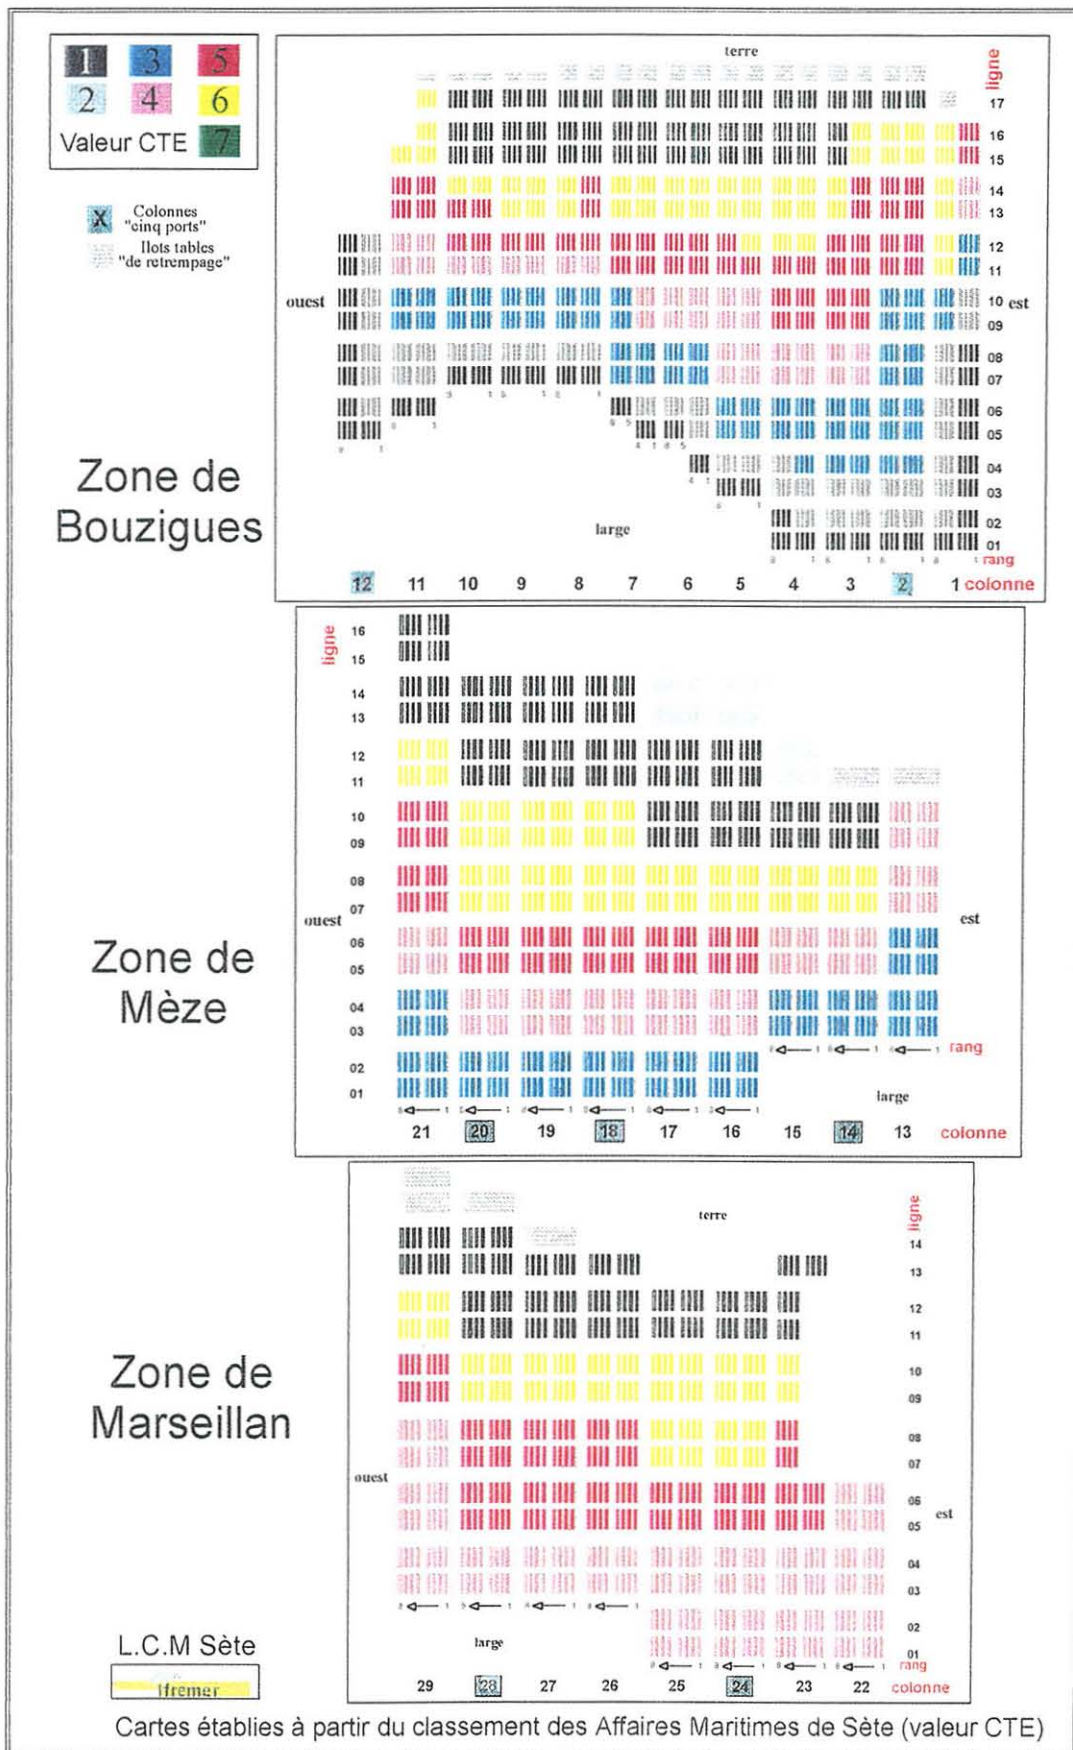 1 3 5
2 4 6
Valeur CTE 7
X Colonnes
"cinq ports"
Ilots tables
"de retrempage"
terre
ligne
17
16
15
14
13
12
11
ouest
10 est
09
08
07
06
05
04
03
large
02
01
rang
12 11 10 9 8 7 6 5 4 3 2 1 colonne
Zone de
Bouzigues
ligne
16
15
14
13
12
11
10
09
08
07
ouest
est
06
05
04
03
rang
02
01
large
21 20 19 18 17 16 15 14 13 colonne
Zone de
Mèze
terre
ligne
14
13
12
11
10
09
08
07
ouest
06
05
est
04
03
02
large
01
rang
29 28 27 26 25 24 23 22 colonne
Zone de
Marseillan
L.C.M Sète
Ifremer
Cartes établies à partir du classement des Affaires Maritimes de Sète (valeur CTE)